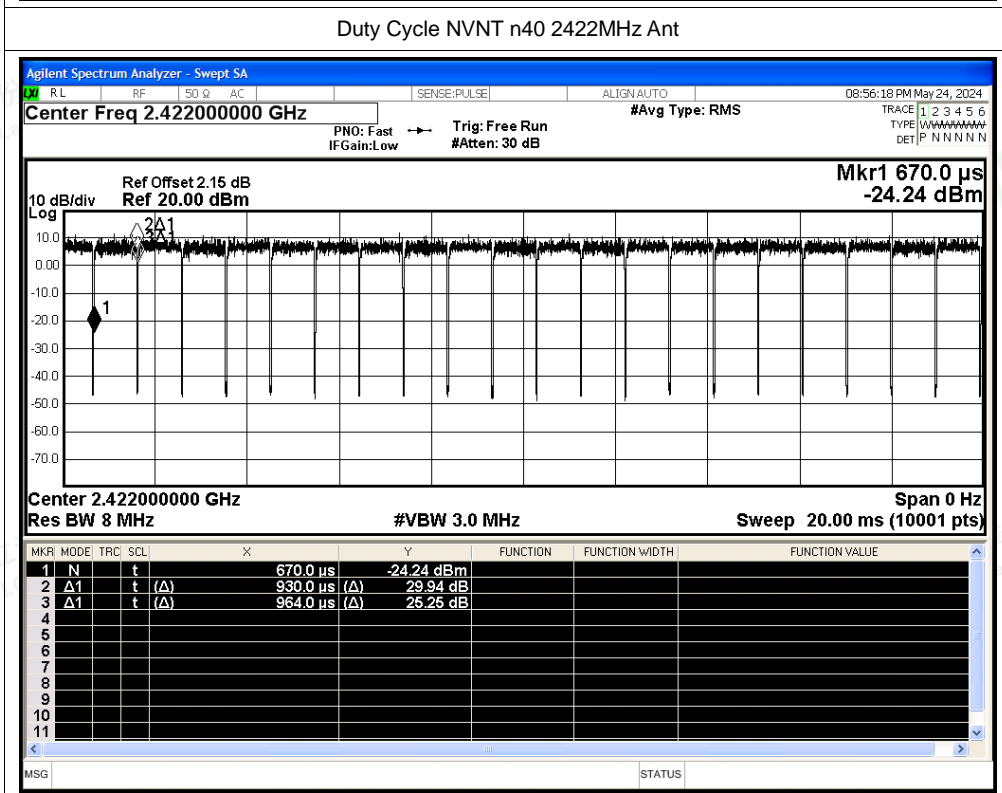 Duty Cycle NVNT n40 2422MHz Ant
Agilent Spectrum Analyzer - Swept SA
LXI RL RF 50 Ω AC SENSE:PULSE ALIGN AUTO 08:56:18 PM May 24, 2024
Center Freq 2.422000000 GHz #Avg Type: RMS TRACE 1 2 3 4 5 6
PNO: Fast Trig: Free Run TYPE WWWWWW
IFGain:Low #Atten: 30 dB DET P N N N N N
Mkr1 670.0 µs
Ref Offset 2.15 dB
10 dB/div Ref 20.00 dBm -24.24 dBm
Log
2Δ1
3Δ1
10.0
0.00
-10.0
1
-20.0
-30.0
-40.0
-50.0
-60.0
-70.0
Center 2.422000000 GHz Span 0 Hz
Res BW 8 MHz #VBW 3.0 MHz Sweep 20.00 ms (10001 pts)
MKR MODE TRC SCL X Y FUNCTION FUNCTION WIDTH FUNCTION VALUE
1 N t 670.0 µs -24.24 dBm
2 Δ1 t (Δ) 930.0 µs (Δ) 29.94 dB
3 Δ1 t (Δ) 964.0 µs (Δ) 25.25 dB
4
5
6
7
8
9
10
11
MSG STATUS